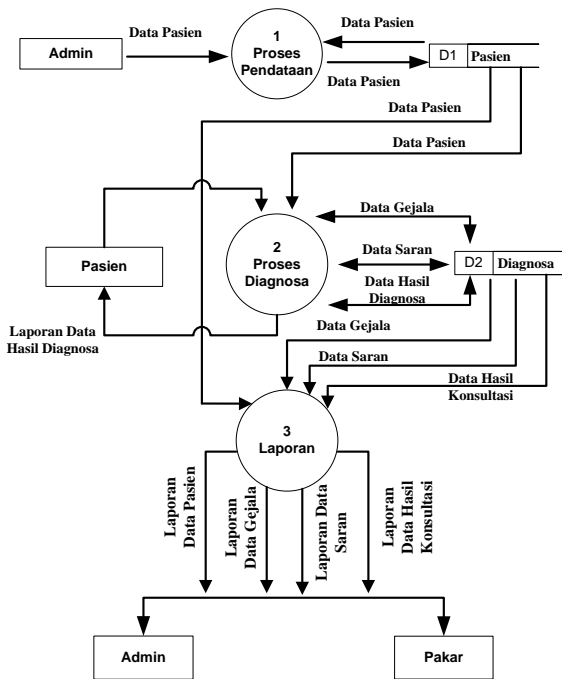 Data Pasien
Admin
1
Proses
Pendataan
Data Pasien
Data Pasien
D1
Pasien
Data Pasien
Data Pasien
Data Gejala
2
Proses
Diagnosa
Data Saran
D2
Diagnosa
Pasien
Data Hasil
Diagnosa
Laporan Data
Hasil Diagnosa
Data Gejala
Data Saran
Data Hasil
Konsultasi
3
Laporan
Laporan
Data Pasien
Laporan
Data Gejala
Laporan Data
Saran
Laporan
Data Hasil
Konsultasi
Admin
Pakar